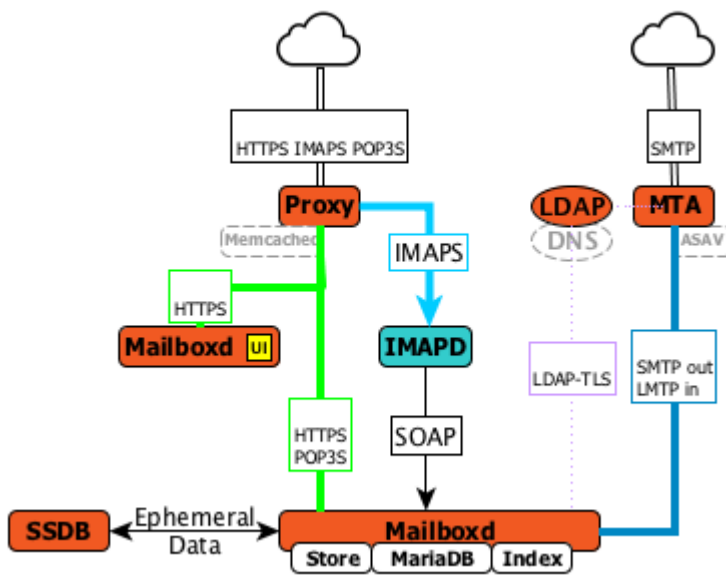 HTTPS IMAPS POP3S
SMTP
Proxy
LDAP
MTA
Memcached
DNS
ASAV
IMAPS
HTTPS
Mailboxd
UI
IMAPD
LDAP-TLS
SMTP out
LMTP in
HTTPS
POP3S
SOAP
SSDB
Ephemeral
Data
Mailboxd
Store
MariaDB
Index